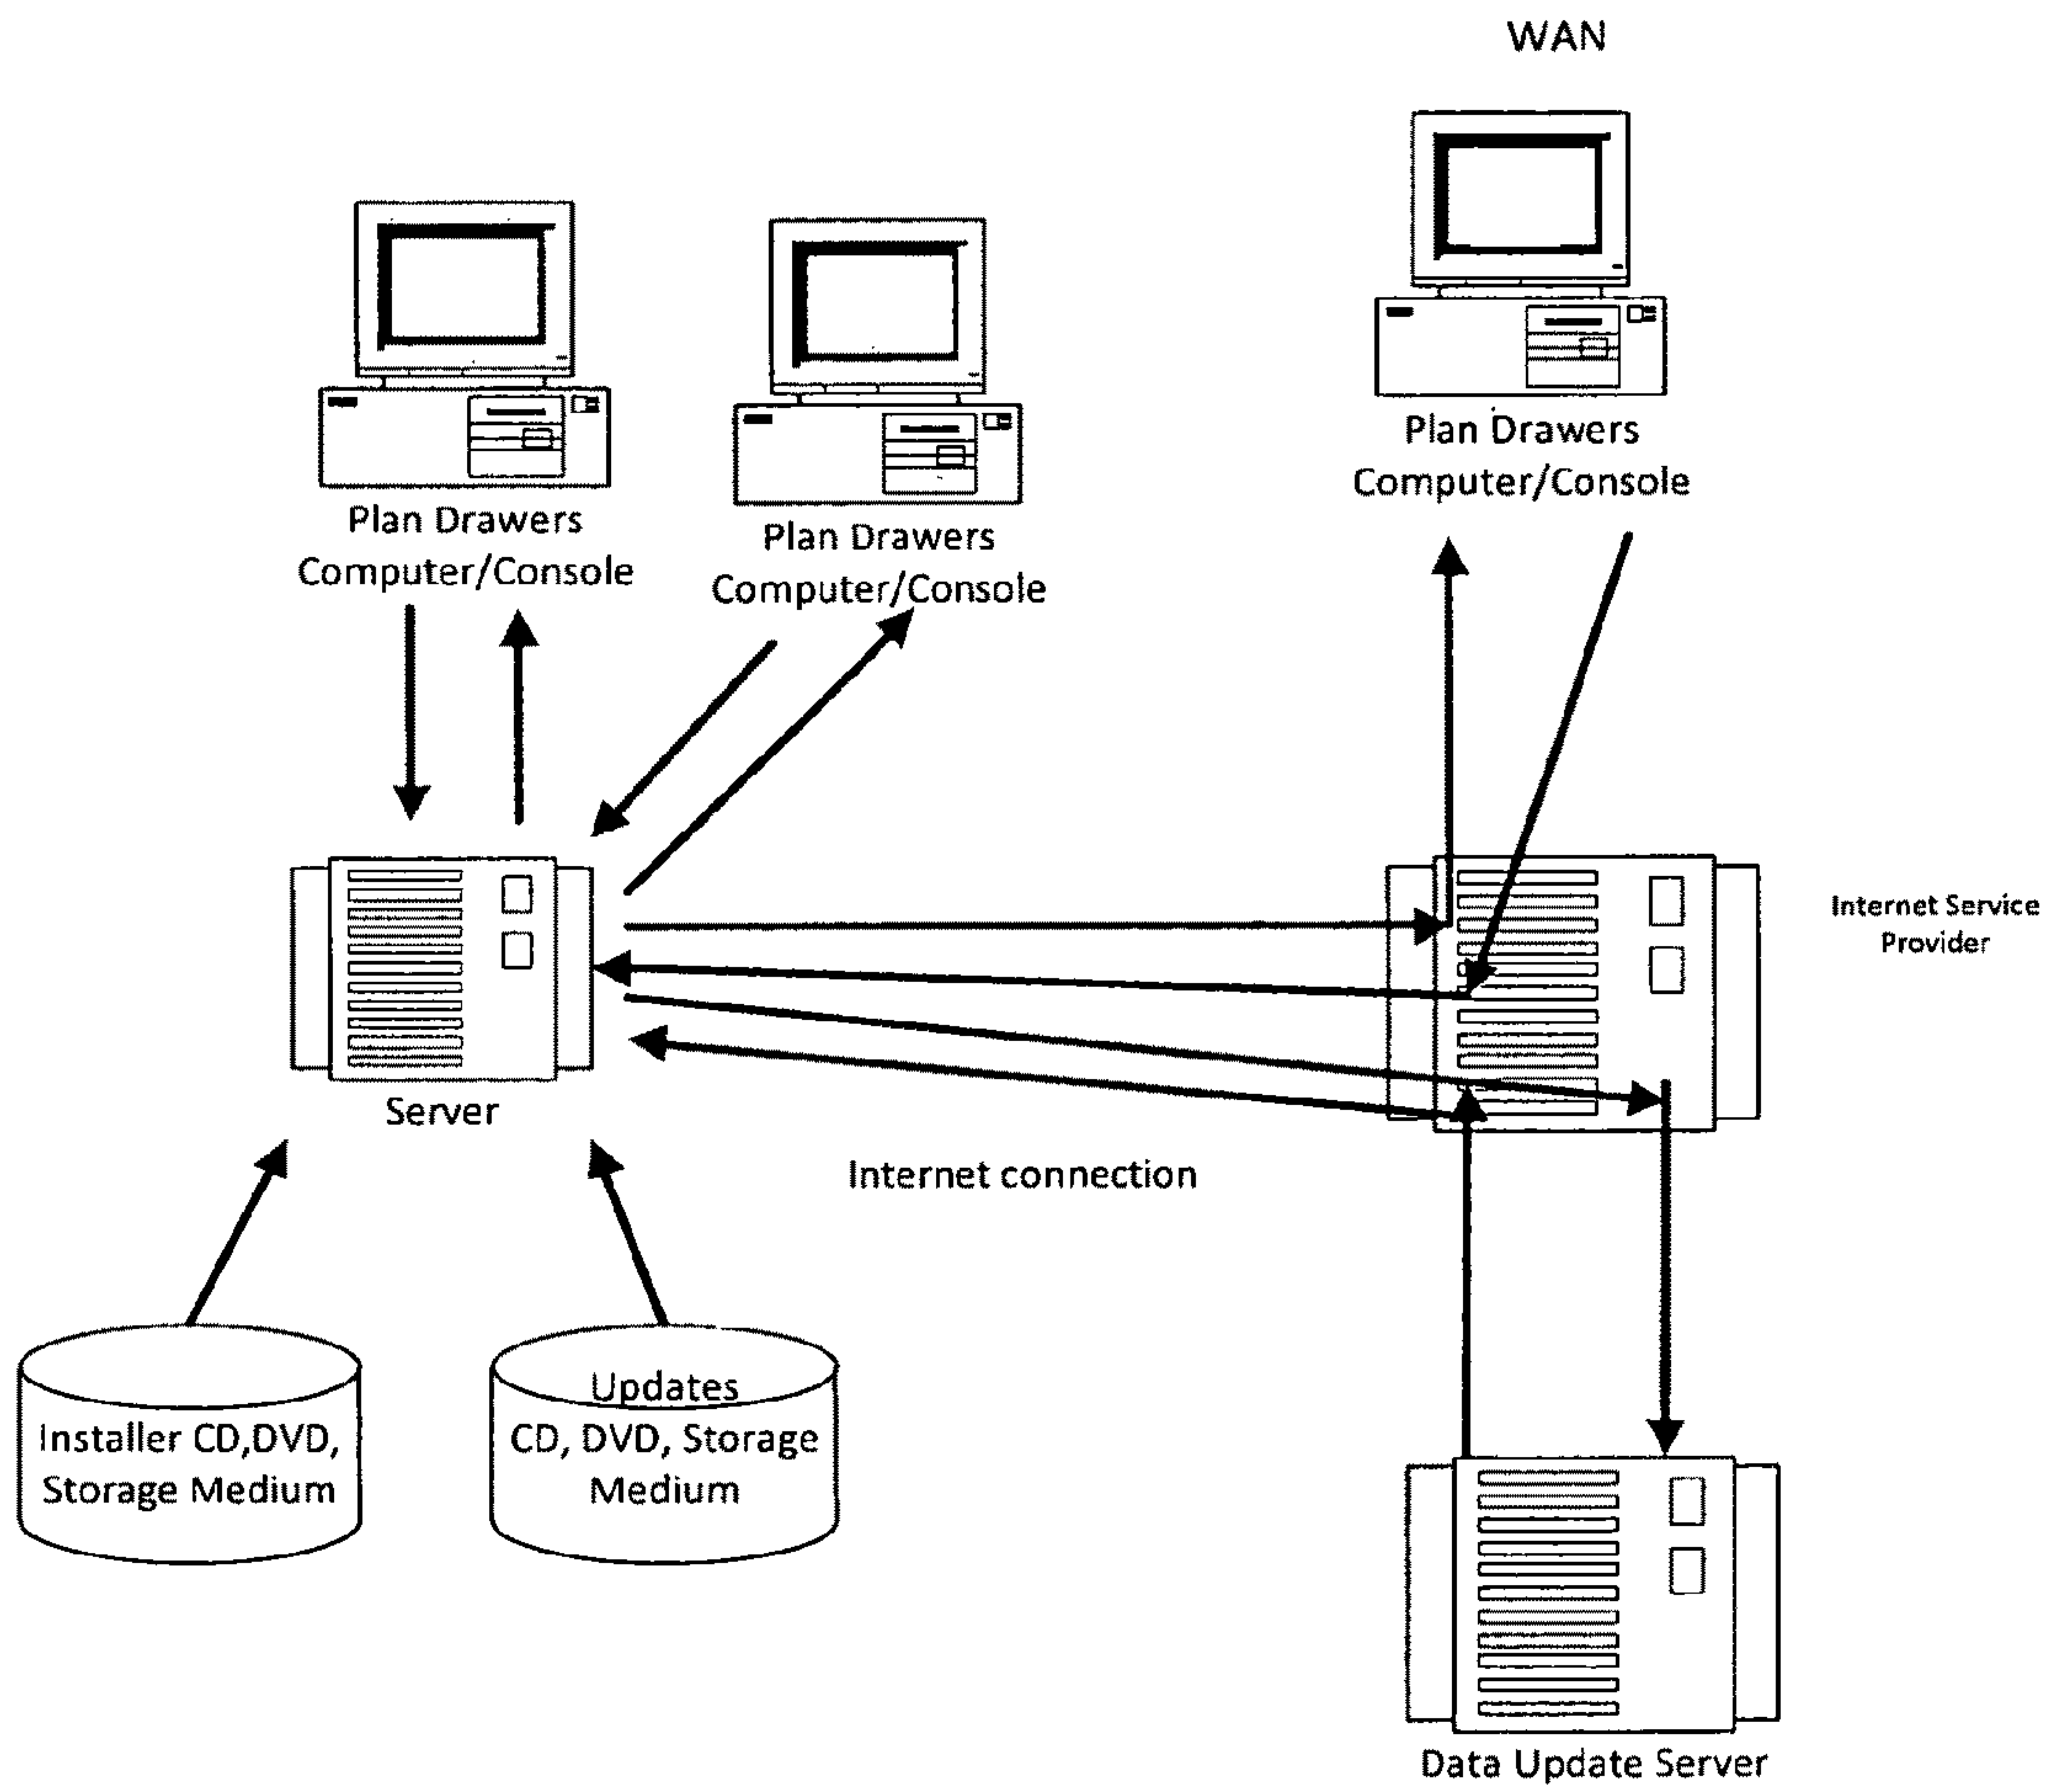 WAN
Plan Drawers
Computer/Console
Plan Drawers
Computer/Console
Plan Drawers
Computer/Console
Internet Service
Provider
Server
Internet connection
Installer CD,DVD,
Storage Medium
Updates
CD, DVD, Storage
Medium
Data Update Server